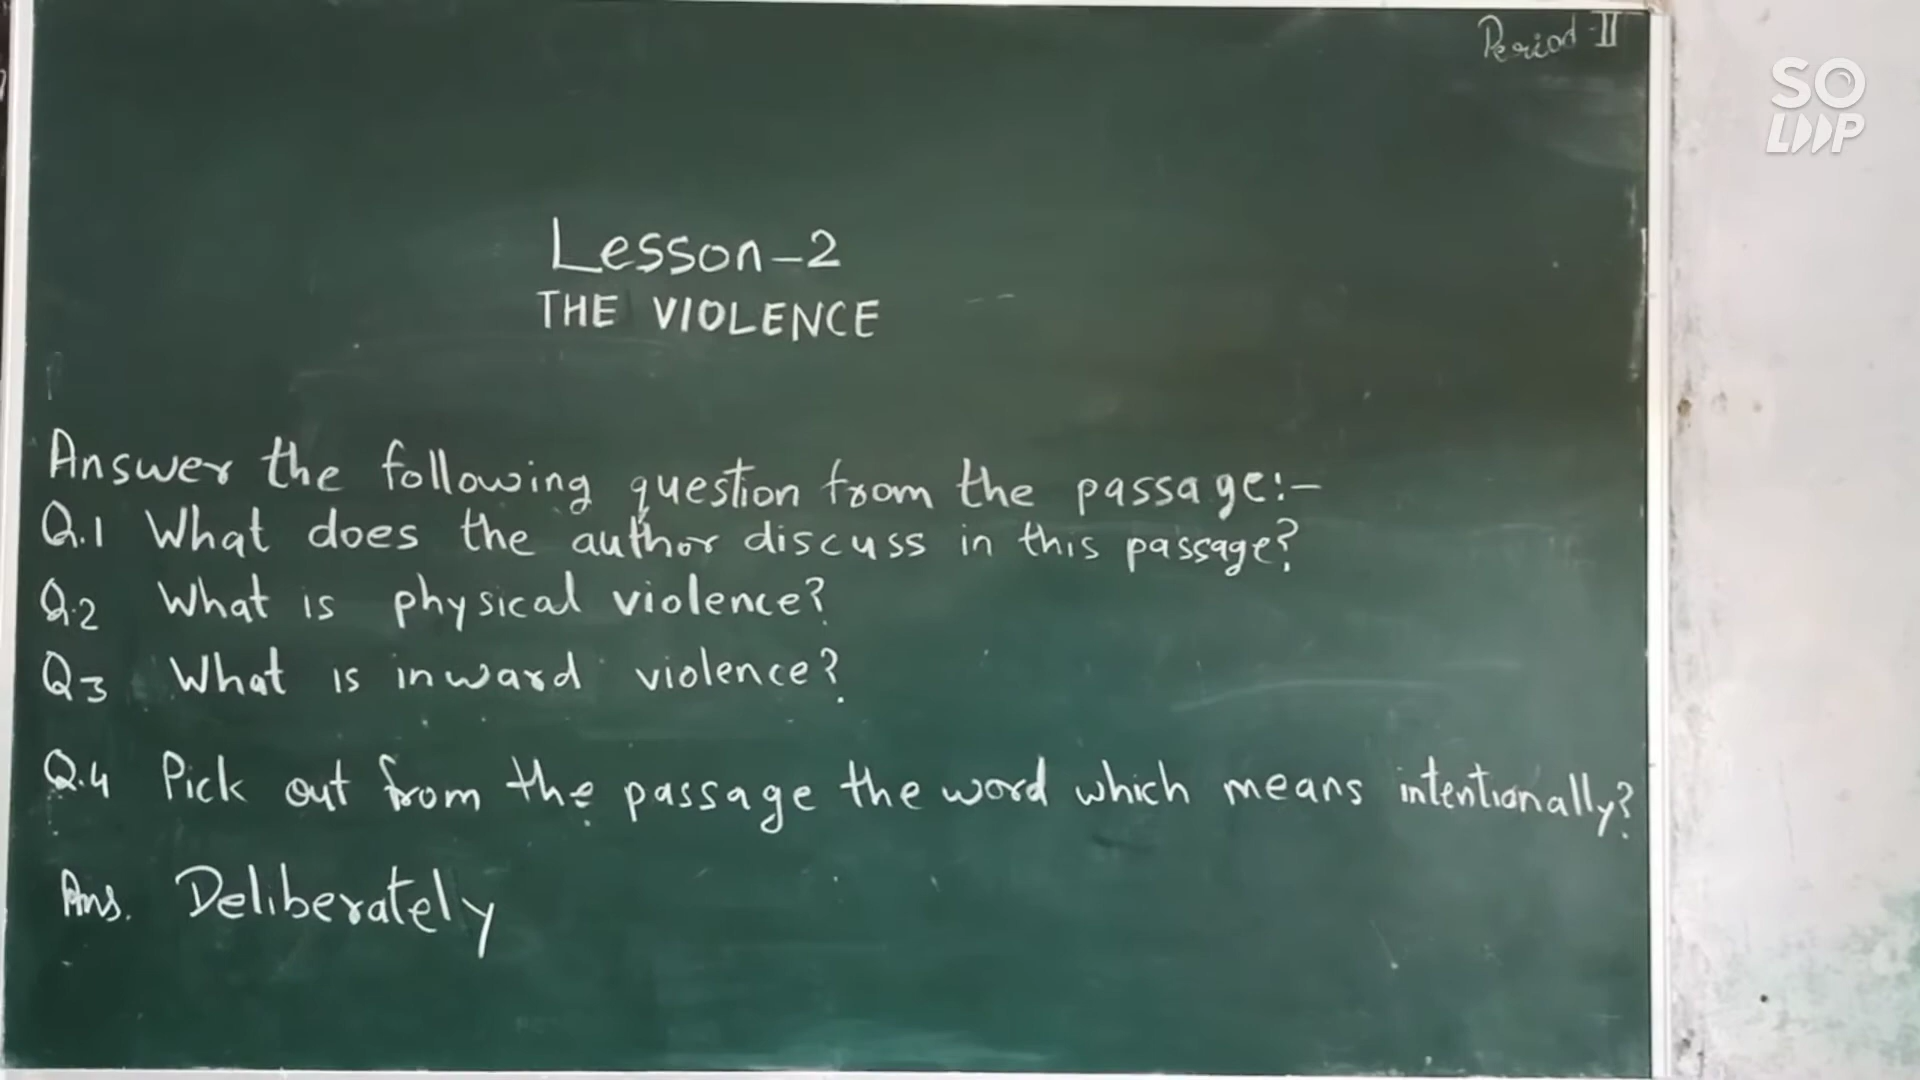 Period-II
SO
LOOP
Lesson-2
THE VIOLENCE
Answer the following question from the passage:-
Q.1 What does the author discuss in this passage?
Q.2 What is physical violence?
Q3 What is inward violence?
Q.4 Pick out from the passage the word which means intentionally?
Ans. Deliberately